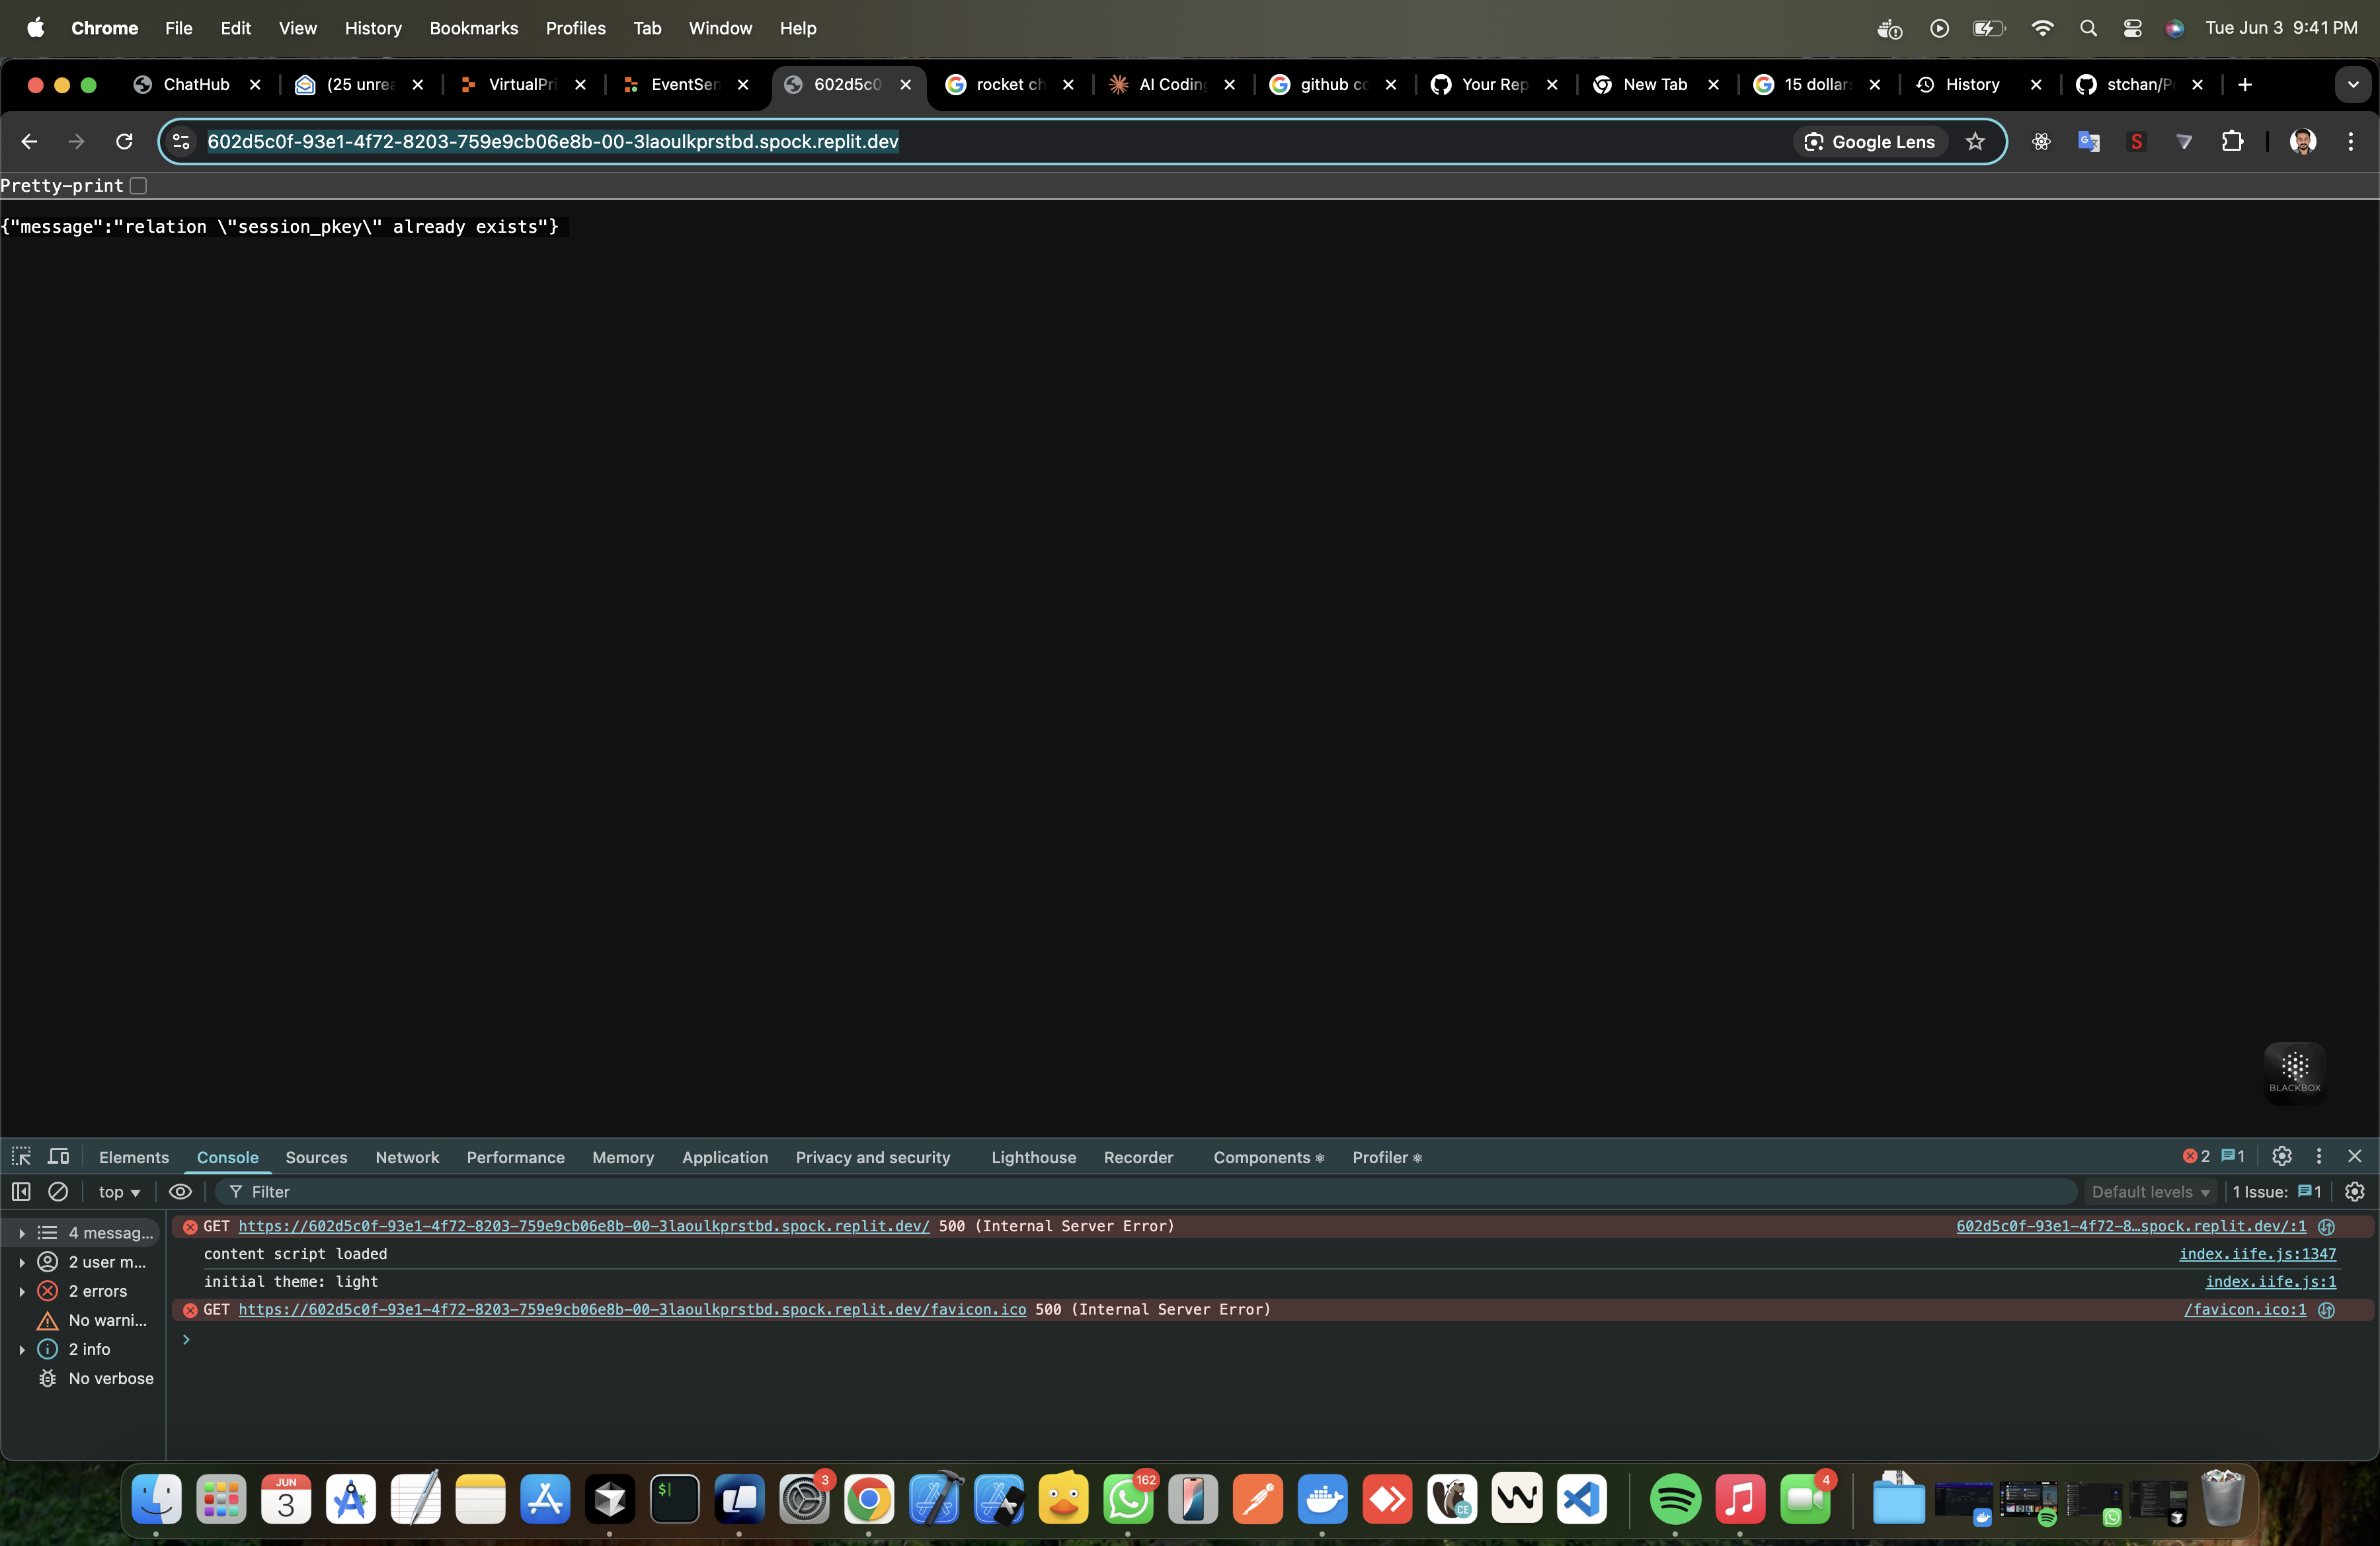 Chrome File Edit View History Bookmarks Profiles Tab Window Help Tue Jun 3 9:41 PM
ChatHub (25 unrea VirtualPri EventSen 602d5c0 rocket ch AI Coding github co Your Rep New Tab 15 dollars History stchan/P
602d5c0f-93e1-4f72-8203-759e9cb06e8b-00-3laoulkprstbd.spock.replit.dev Google Lens S
Pretty-print
{"message":"relation \"session_pkey\" already exists"}
BLACKBOX
Elements Console Sources Network Performance Memory Application Privacy and security Lighthouse Recorder Components Profiler 2 1
top Filter Default levels 1 Issue: 1
4 messag...
2 user m...
2 errors
No warni...
2 info
No verbose
GET https://602d5c0f-93e1-4f72-8203-759e9cb06e8b-00-3laoulkprstbd.spock.replit.dev/ 500 (Internal Server Error) 602d5c0f-93e1-4f72-8…spock.replit.dev/:1
content script loaded index.iife.js:1347
initial theme: light index.iife.js:1
GET https://602d5c0f-93e1-4f72-8203-759e9cb06e8b-00-3laoulkprstbd.spock.replit.dev/favicon.ico 500 (Internal Server Error) /favicon.ico:1
JUN 3 $ 3 162 CE 4